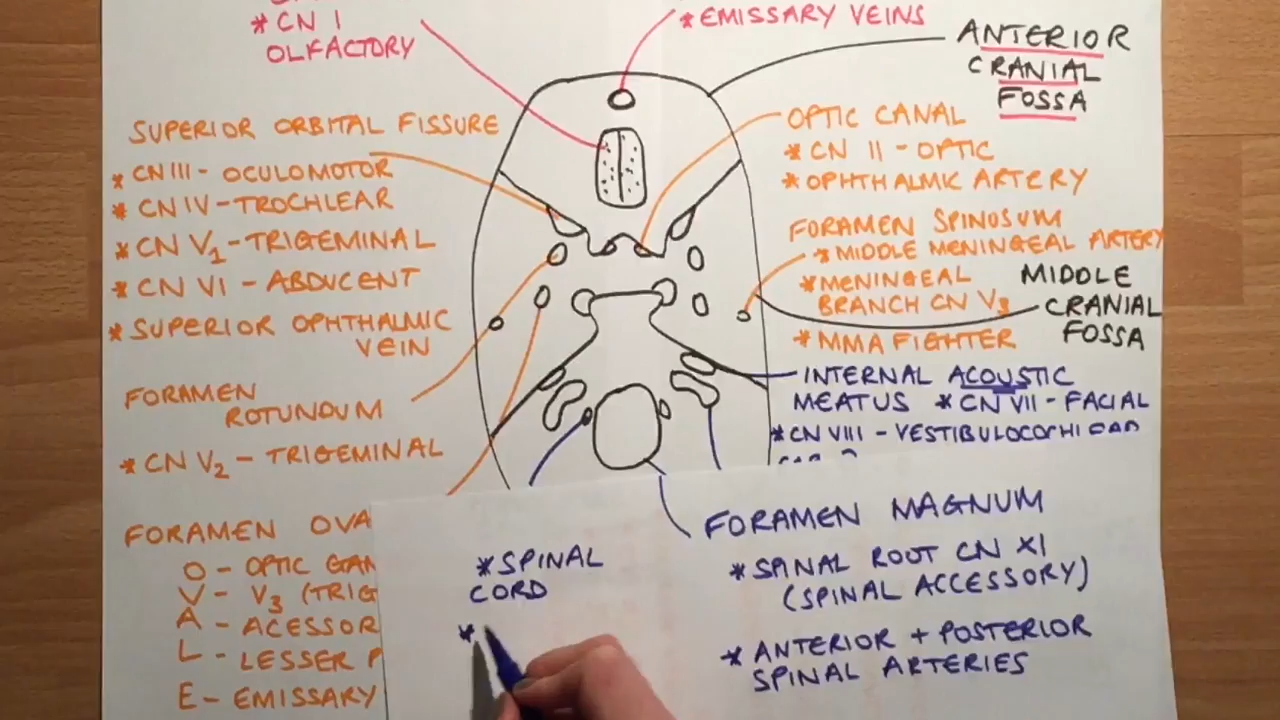 * CN I
OLFACTORY
* EMISSARY VEINS
ANTERIOR
CRANIAL
FOSSA
SUPERIOR ORBITAL FISSURE
* CN III - OCULOMOTOR
* CN IV - TROCHLEAR
* CN V1 - TRIGEMINAL
* CN VI - ABDUCENT
* SUPERIOR OPHTHALMIC
VEIN
FORAMEN
ROTUNDUM
* CN V2 - TRIGEMINAL
FORAMEN OVA
O - OPTIC GAN
V - V3 (TRIG
A - ACESSOR
L - LESSER P
E - EMISSARY
OPTIC CANAL
* CN II - OPTIC
* OPHTHALMIC ARTERY
FORAMEN SPINOSUM
* MIDDLE MENINGEAL ARTERY
* MENINGEAL
BRANCH CN V3
* MMA FIGHTER
MIDDLE
CRANIAL
FOSSA
INTERNAL ACOUSTIC
MEATUS * CN VII - FACIAL
* CN VIII - VESTIBULOCOCHLEAR
FORAMEN MAGNUM
* SPINAL ROOT CN XI
(SPINAL ACCESSORY)
* ANTERIOR + POSTERIOR
SPINAL ARTERIES
* SPINAL
CORD
*